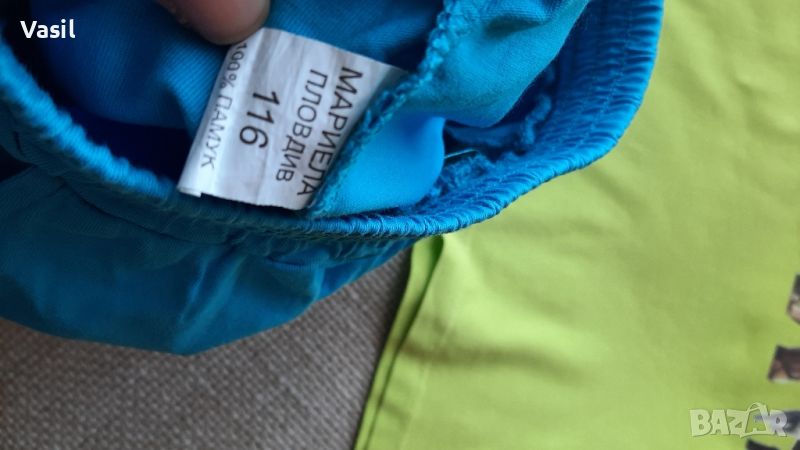 Vasil
МАРИЕЛА
ПЛОВДИВ
116
100% ПАМУК
BAZAR